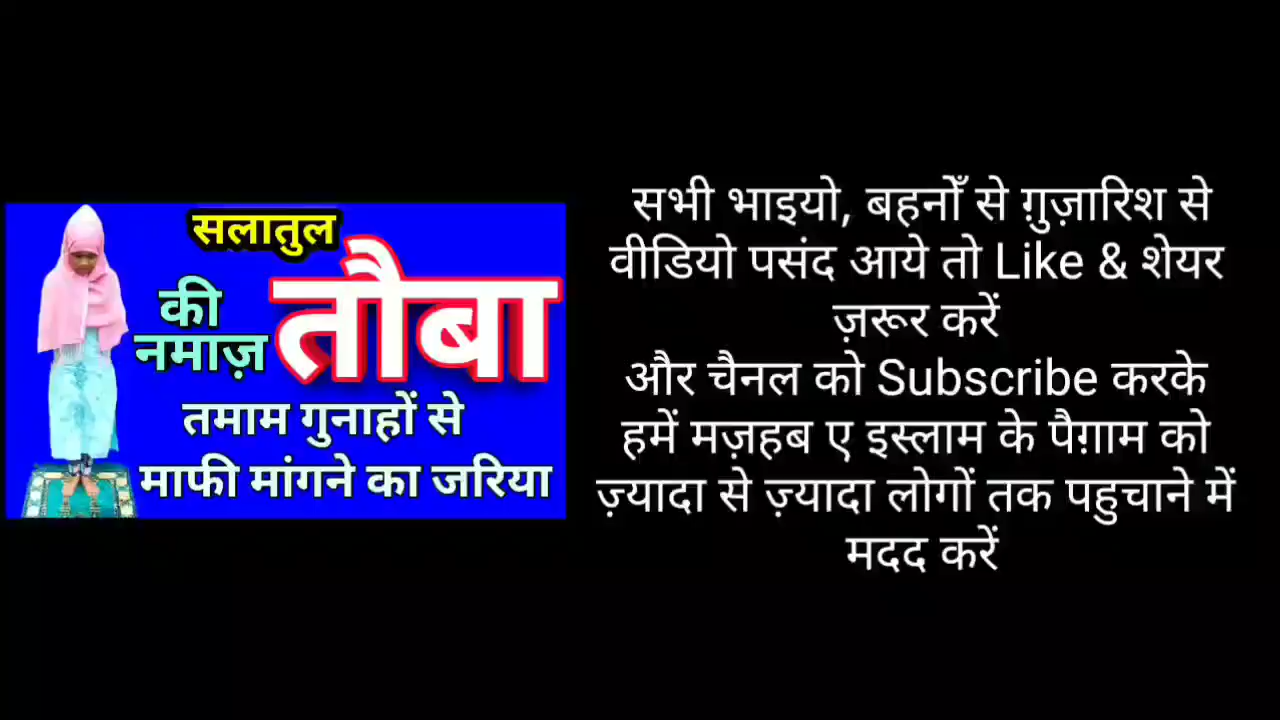 सलातुल
की तौबा
नमाज़
तमाम गुनाहों से
माफी मांगने का जरिया
सभी भाइयो, बहनोंँ से ग़ुज़ारिश से
वीडियो पसंद आये तो Like & शेयर
ज़रूर करें
और चैनल को Subscribe करके
हमें मज़हब ए इस्लाम के पैग़ाम को
ज़्यादा से ज़्यादा लोगों तक पहुचाने में
मदद करें